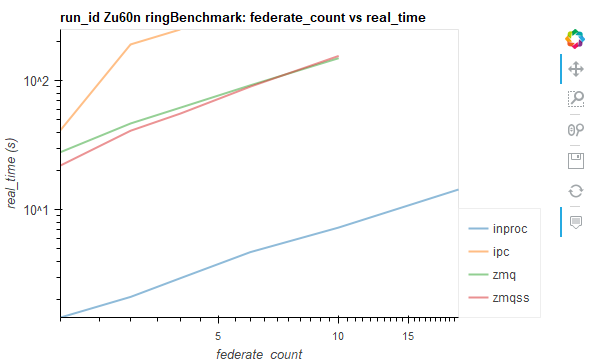 run_id Zu60n ringBenchmark: federate_count vs real_time
real_time (s)
10^2
10^1
5
10
15
federate_count
inproc
ipc
zmq
zmqss